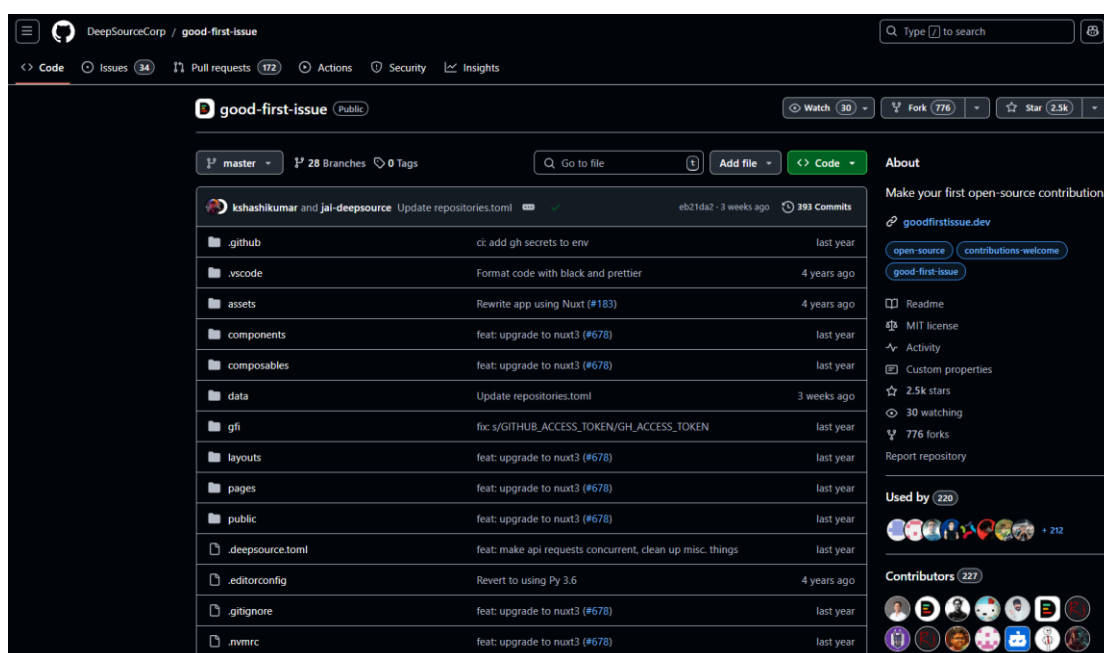 DeepSourceCorp / good-first-issue
Type / to search
Code Issues 34 Pull requests 172 Actions Security Insights
good-first-issue Public
Watch 30 Fork 776 Star 2.5k
master 28 Branches 0 Tags Go to file t Add file Code
kshashikumar and jai-deepsource Update repositories.toml eb21da2 · 3 weeks ago 393 Commits
.github ci: add gh secrets to env last year
.vscode Format code with black and prettier 4 years ago
assets Rewrite app using Nuxt (#183) 4 years ago
components feat: upgrade to nuxt3 (#678) last year
composables feat: upgrade to nuxt3 (#678) last year
data Update repositories.toml 3 weeks ago
gfi fix: s/GITHUB_ACCESS_TOKEN/GH_ACCESS_TOKEN last year
layouts feat: upgrade to nuxt3 (#678) last year
pages feat: upgrade to nuxt3 (#678) last year
public feat: upgrade to nuxt3 (#678) last year
.deepsource.toml feat: make api requests concurrent, clean up misc. things last year
.editorconfig Revert to using Py 3.6 4 years ago
.gitignore feat: upgrade to nuxt3 (#678) last year
.nvmrc feat: upgrade to nuxt3 (#678) last year
About
Make your first open-source contribution
goodfirstissue.dev
open-source contributions-welcome
good-first-issue
Readme
MIT license
Activity
Custom properties
2.5k stars
30 watching
776 forks
Report repository
Used by 220
+ 212
Contributors 227